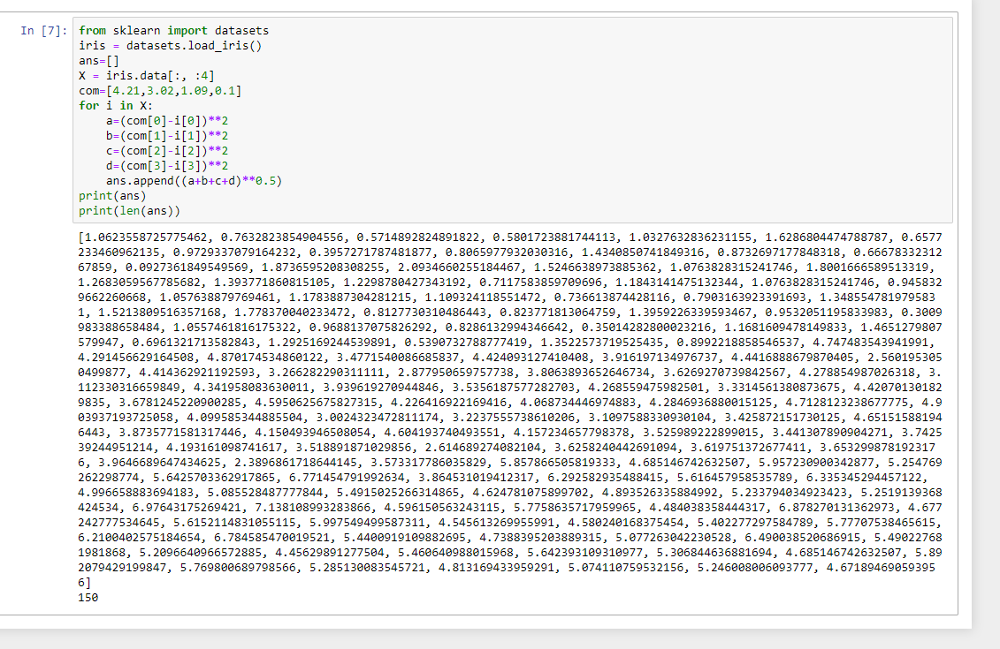 In [7]: from sklearn import datasets
iris = datasets.load_iris()
ans=[]
X = iris.data[:, :4]
com=[4.21,3.02,1.09,0.1]
for i in X:
    a=(com[0]-i[0])**2
    b=(com[1]-i[1])**2
    c=(com[2]-i[2])**2
    d=(com[3]-i[3])**2
    ans.append((a+b+c+d)**0.5)
print(ans)
print(len(ans))
[1.0623558725775462, 0.7632823854904556, 0.5714892824891822, 0.5801723881744113, 1.0327632836231155, 1.6286804474788787, 0.6577
233460962135, 0.9729337079164232, 0.3957271787481877, 0.8065977932030316, 1.4340850741849316, 0.8732697177848318, 0.66678332312
67859, 0.0927361849549569, 1.8736595208308255, 2.0934660255184467, 1.5246638973885362, 1.0763828315241746, 1.8001666589513319,
1.2683059567785682, 1.393771860815105, 1.2298780427343192, 0.7117583859709696, 1.1843141475132344, 1.0763828315241746, 0.945832
9662260668, 1.057638879769461, 1.1783887304281215, 1.109324118551472, 0.736613874428116, 0.7903163923391693, 1.348554781979583
1, 1.5213809516357168, 1.778370040233472, 0.8127730310486443, 0.823771813064759, 1.3959226339593467, 0.9532051195833983, 0.3009
983388658484, 1.0557461816175322, 0.9688137075826292, 0.8286132994346642, 0.35014282800023216, 1.1681609478149833, 1.4651279807
579947, 0.6961321713582843, 1.2925169244539891, 0.5390732788777419, 1.3522573719525435, 0.8992218858546537, 4.747483543941991,
4.291456629164508, 4.870174534860122, 3.4771540086685837, 4.424093127410408, 3.916197134976737, 4.4416888679870405, 2.560195305
0499877, 4.414362921192593, 3.266282290311111, 2.877950659757738, 3.8063893652646734, 3.6269270739842567, 4.278854987026318, 3.
112330316659849, 4.341958083630011, 3.939619270944846, 3.5356187577282703, 4.268559475982501, 3.3314561380873675, 4.42070130182
9835, 3.6781245220900285, 4.5950625675827315, 4.226416922169416, 4.068734446974883, 4.2846936880015125, 4.7128123238677775, 4.9
03937193725058, 4.099585344885504, 3.0024323472811174, 3.2237555738610206, 3.1097588330930104, 3.425872151730125, 4.65151588194
6443, 3.8735771581317446, 4.150493946508054, 4.604193740493551, 4.157234657798378, 3.525989222899015, 3.441307890904271, 3.7425
39244951214, 4.193161098741617, 3.518891871029856, 2.614689274082104, 3.6258240442691094, 3.619751372677411, 3.653299878192317
6, 3.9646689647434625, 2.3896861718644145, 3.573317786035829, 5.857866505819333, 4.685146742632507, 5.957230900342877, 5.254769
262298774, 5.6425703362917865, 6.771454791992634, 3.864531019412317, 6.292582935488415, 5.616457958535789, 6.335345294457122,
4.996658883694183, 5.085528487777844, 5.4915025266314865, 4.624781075899702, 4.893526335884992, 5.233794034923423, 5.2519139368
424534, 6.97643175269421, 7.138108993283866, 4.596150563243115, 5.7758635717959965, 4.484038358444317, 6.878270131362973, 4.677
242777534645, 5.6152114831055115, 5.997549499587311, 4.545613269955991, 4.580240168375454, 5.402277297584789, 5.77707538465615,
6.2100402575184654, 6.784585470019521, 5.4400919109882695, 4.7388395203889315, 5.077263042230528, 6.490038520686915, 5.49022768
1981868, 5.2096640966572885, 4.45629891277504, 5.460640988015968, 5.642393109310977, 5.306844636881694, 4.685146742632507, 5.89
2079429199847, 5.769800689798566, 5.285130083545721, 4.813169433959291, 5.074110759532156, 5.246008006093777, 4.67189469059395
6]
150